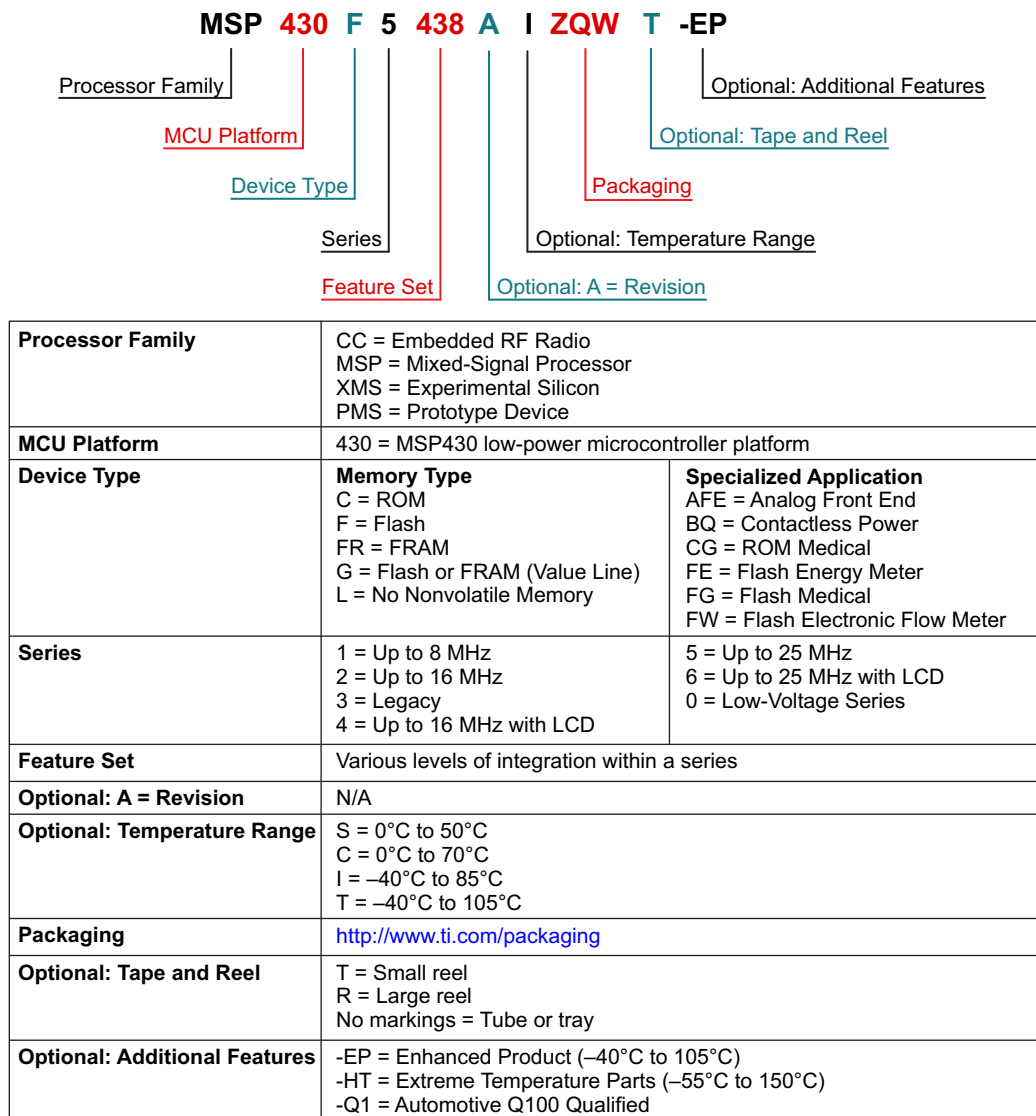 MSP 430 F 5 438 A I ZQW T -EP
Processor Family
Optional: Additional Features
MCU Platform
Optional: Tape and Reel
Device Type
Packaging
Series
Optional: Temperature Range
Feature Set
Optional: A = Revision
Processor Family
CC = Embedded RF Radio
MSP = Mixed-Signal Processor
XMS = Experimental Silicon
PMS = Prototype Device
MCU Platform
430 = MSP430 low-power microcontroller platform
Device Type
Memory Type
C = ROM
F = Flash
FR = FRAM
G = Flash or FRAM (Value Line)
L = No Nonvolatile Memory
Specialized Application
AFE = Analog Front End
BQ = Contactless Power
CG = ROM Medical
FE = Flash Energy Meter
FG = Flash Medical
FW = Flash Electronic Flow Meter
Series
1 = Up to 8 MHz
2 = Up to 16 MHz
3 = Legacy
4 = Up to 16 MHz with LCD
5 = Up to 25 MHz
6 = Up to 25 MHz with LCD
0 = Low-Voltage Series
Feature Set
Various levels of integration within a series
Optional: A = Revision
N/A
Optional: Temperature Range
S = 0°C to 50°C
C = 0°C to 70°C
I = –40°C to 85°C
T = –40°C to 105°C
Packaging
http://www.ti.com/packaging
Optional: Tape and Reel
T = Small reel
R = Large reel
No markings = Tube or tray
Optional: Additional Features
-EP = Enhanced Product (–40°C to 105°C)
-HT = Extreme Temperature Parts (–55°C to 150°C)
-Q1 = Automotive Q100 Qualified